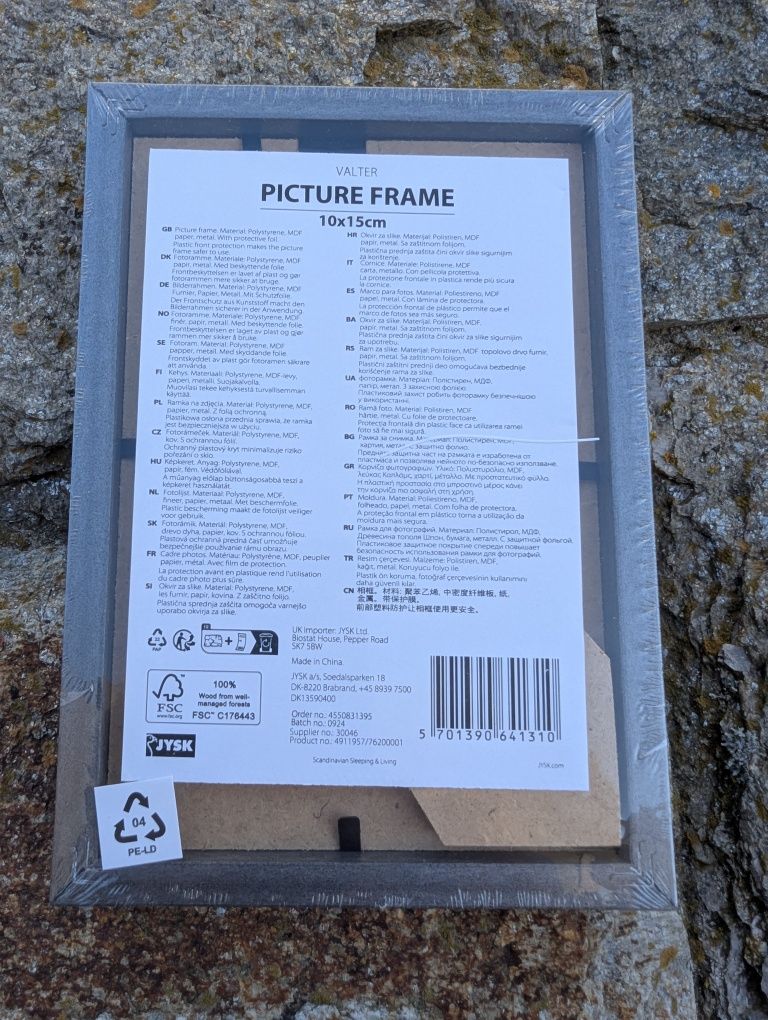 VALTER
PICTURE FRAME
10x15cm
GB Picture frame. Material: Polystyrene, MDF
paper, metal. With protective foil.
Plastic front protection makes the picture
frame safer to use.
DK Fotoramme. Materiale: Polystyrene, MDF
papir, metal. Med beskyttende folie.
Frontbeskyttelsen er lavet af plast og gør
fotorammen mere sikker at bruge.
DE Bilderrahmen. Material: Polystyrene, MDF
Furnier, Papier, Metall. Mit Schutzfolie.
Der Frontschutz aus Kunststoff macht den
Bilderrahmen sicherer in der Anwendung.
NO Fotoramme. Materiale: Polystyrene, MDF
finér, papir, metall. Med beskyttende folie.
Frontbeskyttelsen er laget av plast og gjør
rammen mer sikker å bruke.
SE Fotoram. Material: Polystyrene, MDF
papper, metall. Med skyddande folie.
Frontskyddet av plast gör fotoramen säkrare
att använda.
FI Kehys. Materiaali: Polystyrene, MDF-levy,
paperi, metalli. Suojakalvolla.
Muovilasi tekee kehyksestä turvallisemman
käyttää.
PL Ramka na zdjęcia. Materiał: Polystyrene, MDF
papier, metal. Z folią ochronną.
Plastikowa osłona przednia sprawia, że ramka
jest bezpieczniejsza w użyciu.
CZ Fotorámeček. Materiál: Polystyrene, MDF
kov. S ochrannou fólií.
Ochranný plastový kryt minimalizuje riziko
pořezání o sklo.
HU Képkeret. Anyag: Polystyrene, MDF
papír, fém. Védőfóliával.
A műanyag előlap biztonságosabbá teszi a
képkeret használatát.
NL Fotolijst. Materiaal: Polystyrene, MDF
fineer, papier, metaal. Met beschermfolie.
Plastic bescherming maakt de fotolijst veiliger
voor gebruik.
SK Fotorámik. Materiál: Polystyrene, MDF,
drevo dyha, papier, kov. S ochrannou fóliou.
Plastová ochranná predná časť umožňuje
bezpečnejšie používanie rámu obrazu.
FR Cadre photos. Matériau: Polystyrène, MDF, peuplier
papier, métal. Avec film de protection.
La protection avant en plastique rend l'utilisation
du cadre photo plus sûre.
SI Okvir za slike. Material: Polystyrene, MDF,
les furnir, papir, kovina. Z zaščitno folijo.
Plastična sprednja zaščita omogoča varnejšo
uporabo okvirja za slike.
HR Okvir za slike. Materijal: Polistiren, MDF
papir, metal. Sa zaštitnom folijom.
Plastična prednja zaštita čini okvir slike sigurnijim
za korištenje.
IT Cornice. Materiale: Polistirene, MDF
carta, metallo. Con pellicola protettiva.
La protezione frontale in plastica rende più sicura
la cornice.
ES Marco para fotos. Material: Poliestireno, MDF
papel, metal. Con lámina de protectora.
La protección frontal de plástico permite que el
marco de fotos sea más seguro.
BA Okvir za slike. Materijal: Polistiren, MDF,
papir, metal. Sa zaštitnom folijom.
Plastična prednja zaštita čini okvir slike sigurnijim
za upotrebu.
RS Ram za slike. Materijal: Polistiren, MDF topolovo drvo furnir,
papir, metal. Sa zaštitnom folijom.
Plastični zaštitni prednji deo omogućava bezbednije
korišćenje rama za slike.
UA фоторамка. Матеріал: Полистирен, МДФ,
папір, метал. З захисною фолією.
Пластиковий захист робить фоторамку безпечнішою
у використанні.
RO Ramă foto. Material: Polistiren, MDF
hârtie, metal. Cu folie de protectoare.
Protecția frontală din plastic face ca utilizarea ramei
foto să fie mai sigură.
BG Рамка за снимка. Материал: Полистирен, МДФ
хартия, метал. защитно фолио.
Предната защитна част на рамката е изработена от
пластмаса и позволява нейното по-безопасно използване.
GR Κορνίζα φωτογραφιών. Υλικό: Πολυστυρόλιο, MDF,
λεύκας Καπλάμας, χαρτί, μέταλλο. Με προστατευτικό φύλλο.
Η πλαστική προστασία στο μπροστινό μέρος κάνει
την κορνίζα πιο ασφαλή στη χρήση.
PT Moldura. Material: Poliestireno, MDF,
folheado, papel, metal. Com folha de protectora.
A proteção frontal em plástico torna a utilização da
moldura mais segura.
RU Рамка для фотографий. Материал: Полистирол, МДФ,
Древесина тополя Шпон, бумага, металл. С защитной фольгой.
Пластиковое защитное покрытие спереди повышает
безопасность использования рамки для фотографий.
TR Resim çerçevesi. Malzeme: Polistiren, MDF,
kağıt, metal. Koruyucu folyo ile.
Plastik ön koruma, fotoğraf çerçevesinin kullanımını
daha güvenli kılar.
CN 相框。材料: 聚苯乙烯, 中密度纤维板, 纸,
金属。带保护膜。
前部塑料防护让相框使用更安全。
22
PAP
FR
FSC
www.fsc.org
100%
Wood from well-
managed forests
FSC™ C176443
JYSK
UK Importer: JYSK Ltd.
Biostat House, Pepper Road
SK7 5BW
Made in China.
JYSK a/s, Soedalsparken 18
DK-8220 Brabrand, +45 8939 7500
DK13590400
Order no.: 4550831395
Batch no.: 0924
Supplier no.: 30046
Product no.: 4911957/76200001
5 701390 641310
Scandinavian Sleeping & Living
JYSK.com
04
PE-LD